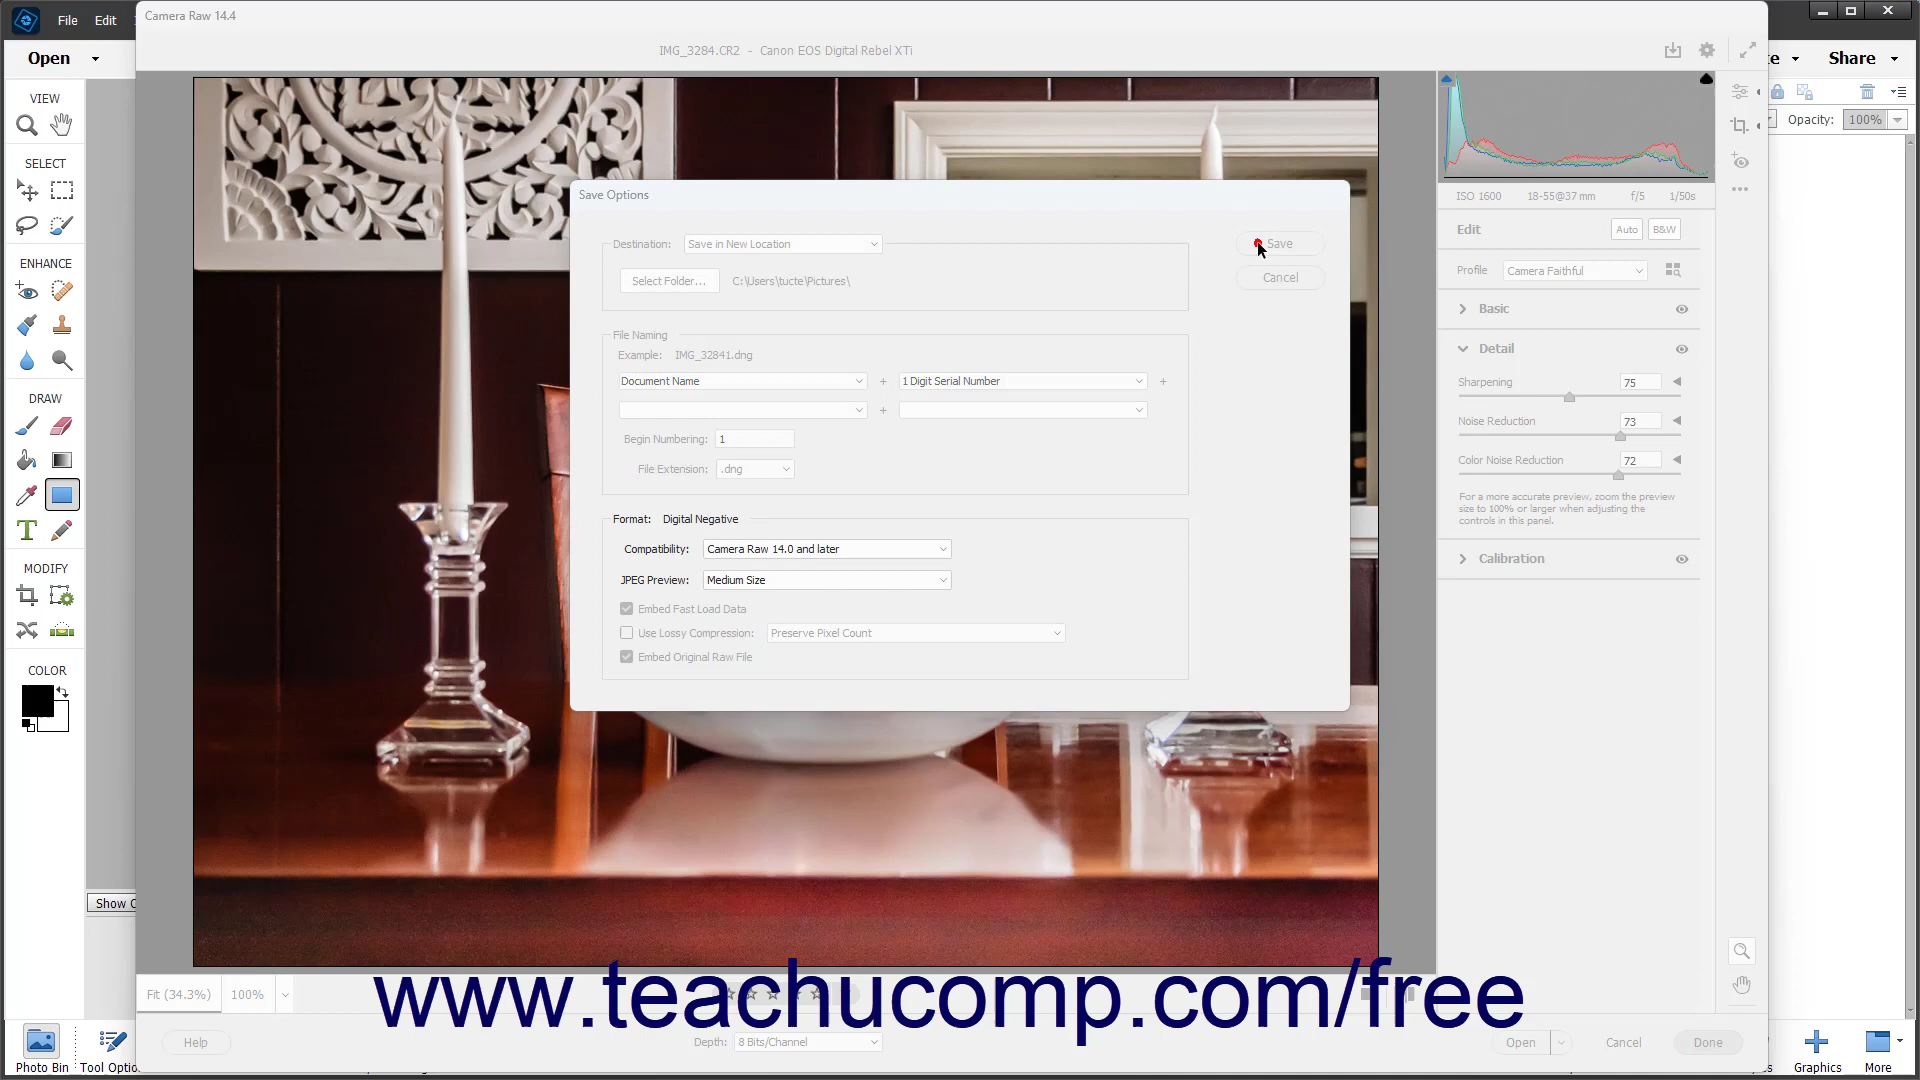 Camera Raw 14.4
File Edit
IMG_3284.CR2 - Canon EOS Digital Rebel XTi
Open
Share
VIEW
Opacity: 100%
SELECT
Save Options
ISO 1600 18-55@37 mm f/5 1/50s
Edit Auto B&W
Destination: Save in New Location
Save
ENHANCE
Select Folder... C:\Users\tucte\Pictures\
Cancel
Profile Camera Faithful
Basic
File Naming
Example: IMG_32841.dng
Detail
Document Name + 1 Digit Serial Number +
Sharpening 75
DRAW
+
Noise Reduction 73
Begin Numbering: 1
File Extension: .dng
Color Noise Reduction 72
For a more accurate preview, zoom the preview
size to 100% or larger when adjusting the
controls in this panel.
Format: Digital Negative
Compatibility: Camera Raw 14.0 and later
Calibration
MODIFY
JPEG Preview: Medium Size
Embed Fast Load Data
Use Lossy Compression: Preserve Pixel Count
Embed Original Raw File
COLOR
Show
Fit (34.3%) 100%
www.teachucomp.com/free
Help
Depth: 8 Bits/Channel
Open Cancel Done
Photo Bin Tool Graphics More